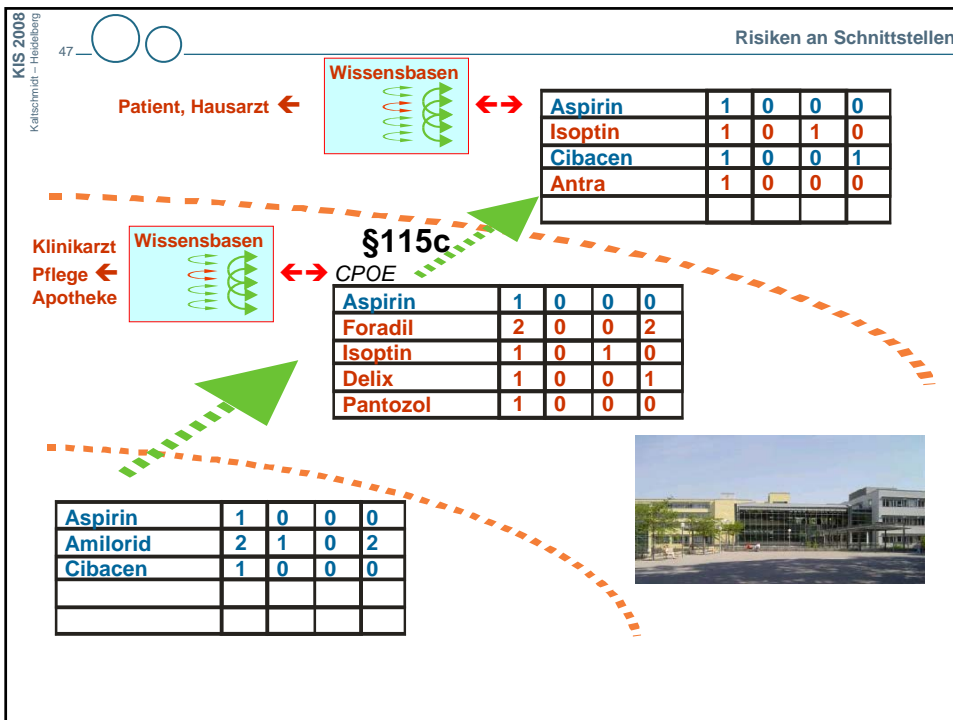 KIS 2008
Kaltschmidt – Heidelberg
47
Risiken an Schnittstellen
Wissensbasen
Patient, Hausarzt
Aspirin 1 0 0 0
Isoptin 1 0 1 0
Cibacen 1 0 0 1
Antra 1 0 0 0
Klinikarzt
Pflege
Apotheke
Wissensbasen
§115c
CPOE
Aspirin 1 0 0 0
Foradil 2 0 0 2
Isoptin 1 0 1 0
Delix 1 0 0 1
Pantozol 1 0 0 0
Aspirin 1 0 0 0
Amilorid 2 1 0 2
Cibacen 1 0 0 0